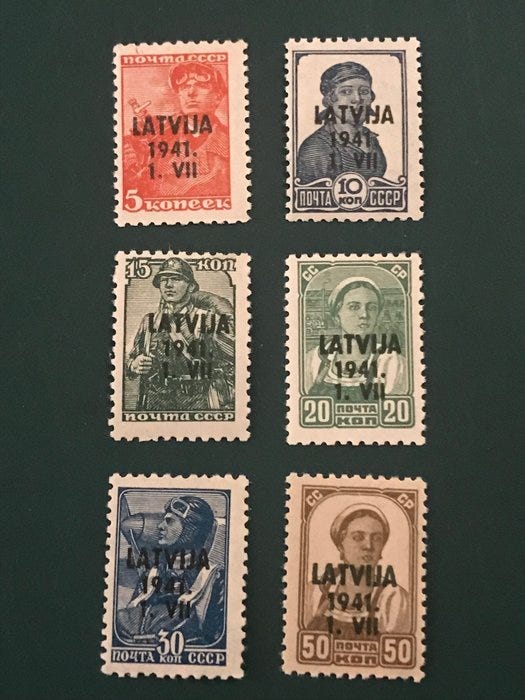 ПОЧТА СССР
LATVIJA
1941.
1. VII
5 КОПЕЕК
LATVIJA
1941.
1. VII
10
ПОЧТА КОП СССР
15 КОП
LATVIJA
1941.
1. VII
ПОЧТА СССР
СС СР
LATVIJA
1941.
1. VII
20 ПОЧТА 20
КОП
LATVIJA
1941.
1. VII
30
ПОЧТА КОП СССР
СС СР
LATVIJA
1941.
1. VII
50 ПОЧТА 50
КОП